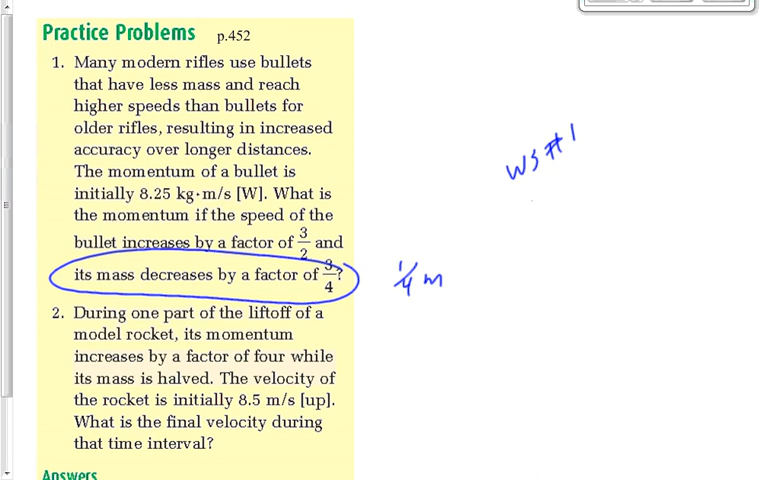 Practice Problems p.452
1. Many modern rifles use bullets
that have less mass and reach
higher speeds than bullets for
older rifles, resulting in increased
accuracy over longer distances.
The momentum of a bullet is
initially 8.25 kg·m/s [W]. What is
the momentum if the speed of the
bullet increases by a factor of 3/2 and
its mass decreases by a factor of 3/4?
2. During one part of the liftoff of a
model rocket, its momentum
increases by a factor of four while
its mass is halved. The velocity of
the rocket is initially 8.5 m/s [up].
What is the final velocity during
that time interval?
Answers
WS #1
1/4 m